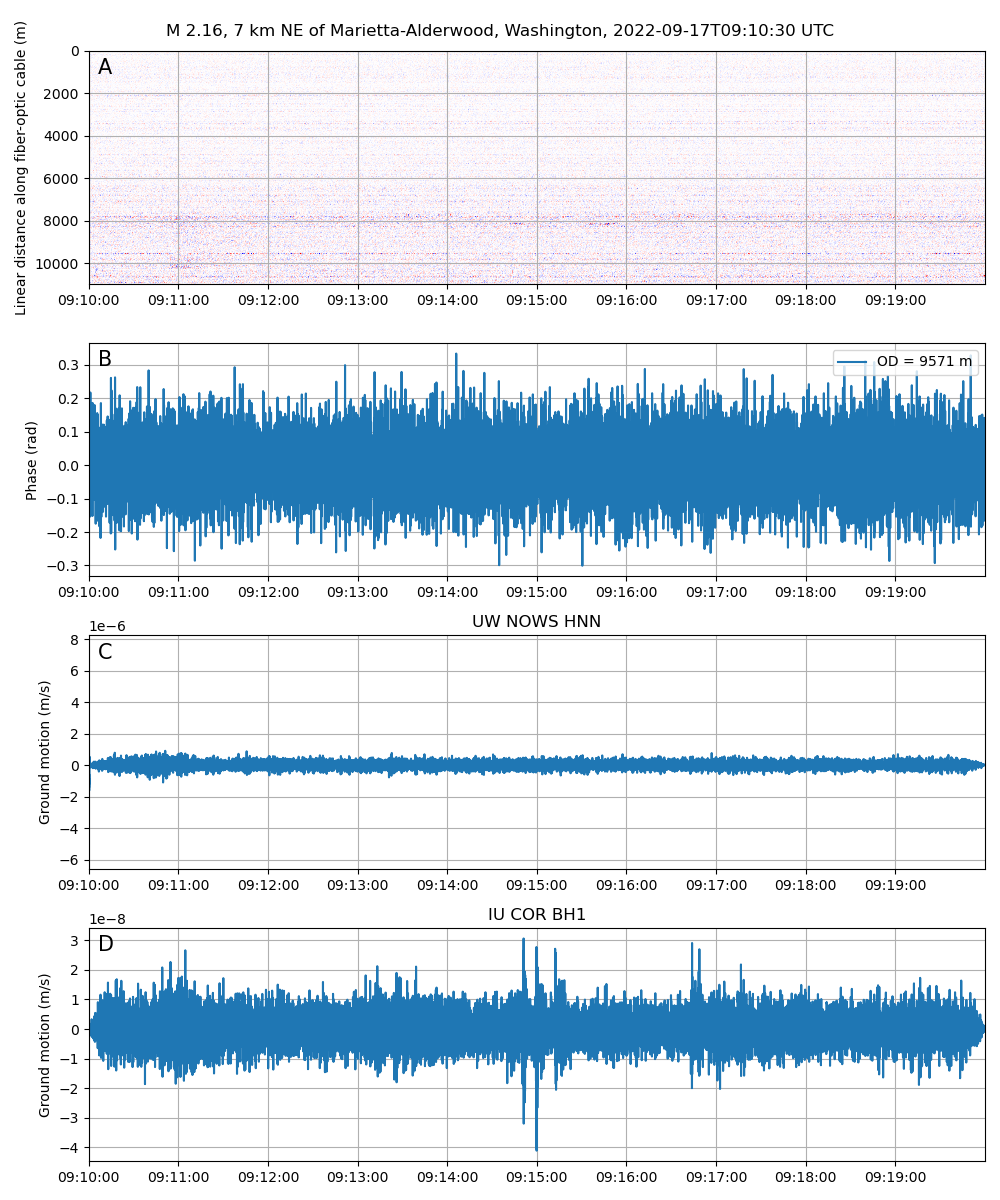 M 2.16, 7 km NE of Marietta-Alderwood, Washington, 2022-09-17T09:10:30 UTC
A
Linear distance along fiber-optic cable (m)
0
2000
4000
6000
8000
10000
09:10:00 09:11:00 09:12:00 09:13:00 09:14:00 09:15:00 09:16:00 09:17:00 09:18:00 09:19:00
B
OD = 9571 m
Phase (rad)
0.3
0.2
0.1
0.0
−0.1
−0.2
−0.3
09:10:00 09:11:00 09:12:00 09:13:00 09:14:00 09:15:00 09:16:00 09:17:00 09:18:00 09:19:00
UW NOWS HNN
1e−6
C
Ground motion (m/s)
8
6
4
2
0
−2
−4
−6
09:10:00 09:11:00 09:12:00 09:13:00 09:14:00 09:15:00 09:16:00 09:17:00 09:18:00 09:19:00
IU COR BH1
1e−8
D
Ground motion (m/s)
3
2
1
0
−1
−2
−3
−4
09:10:00 09:11:00 09:12:00 09:13:00 09:14:00 09:15:00 09:16:00 09:17:00 09:18:00 09:19:00